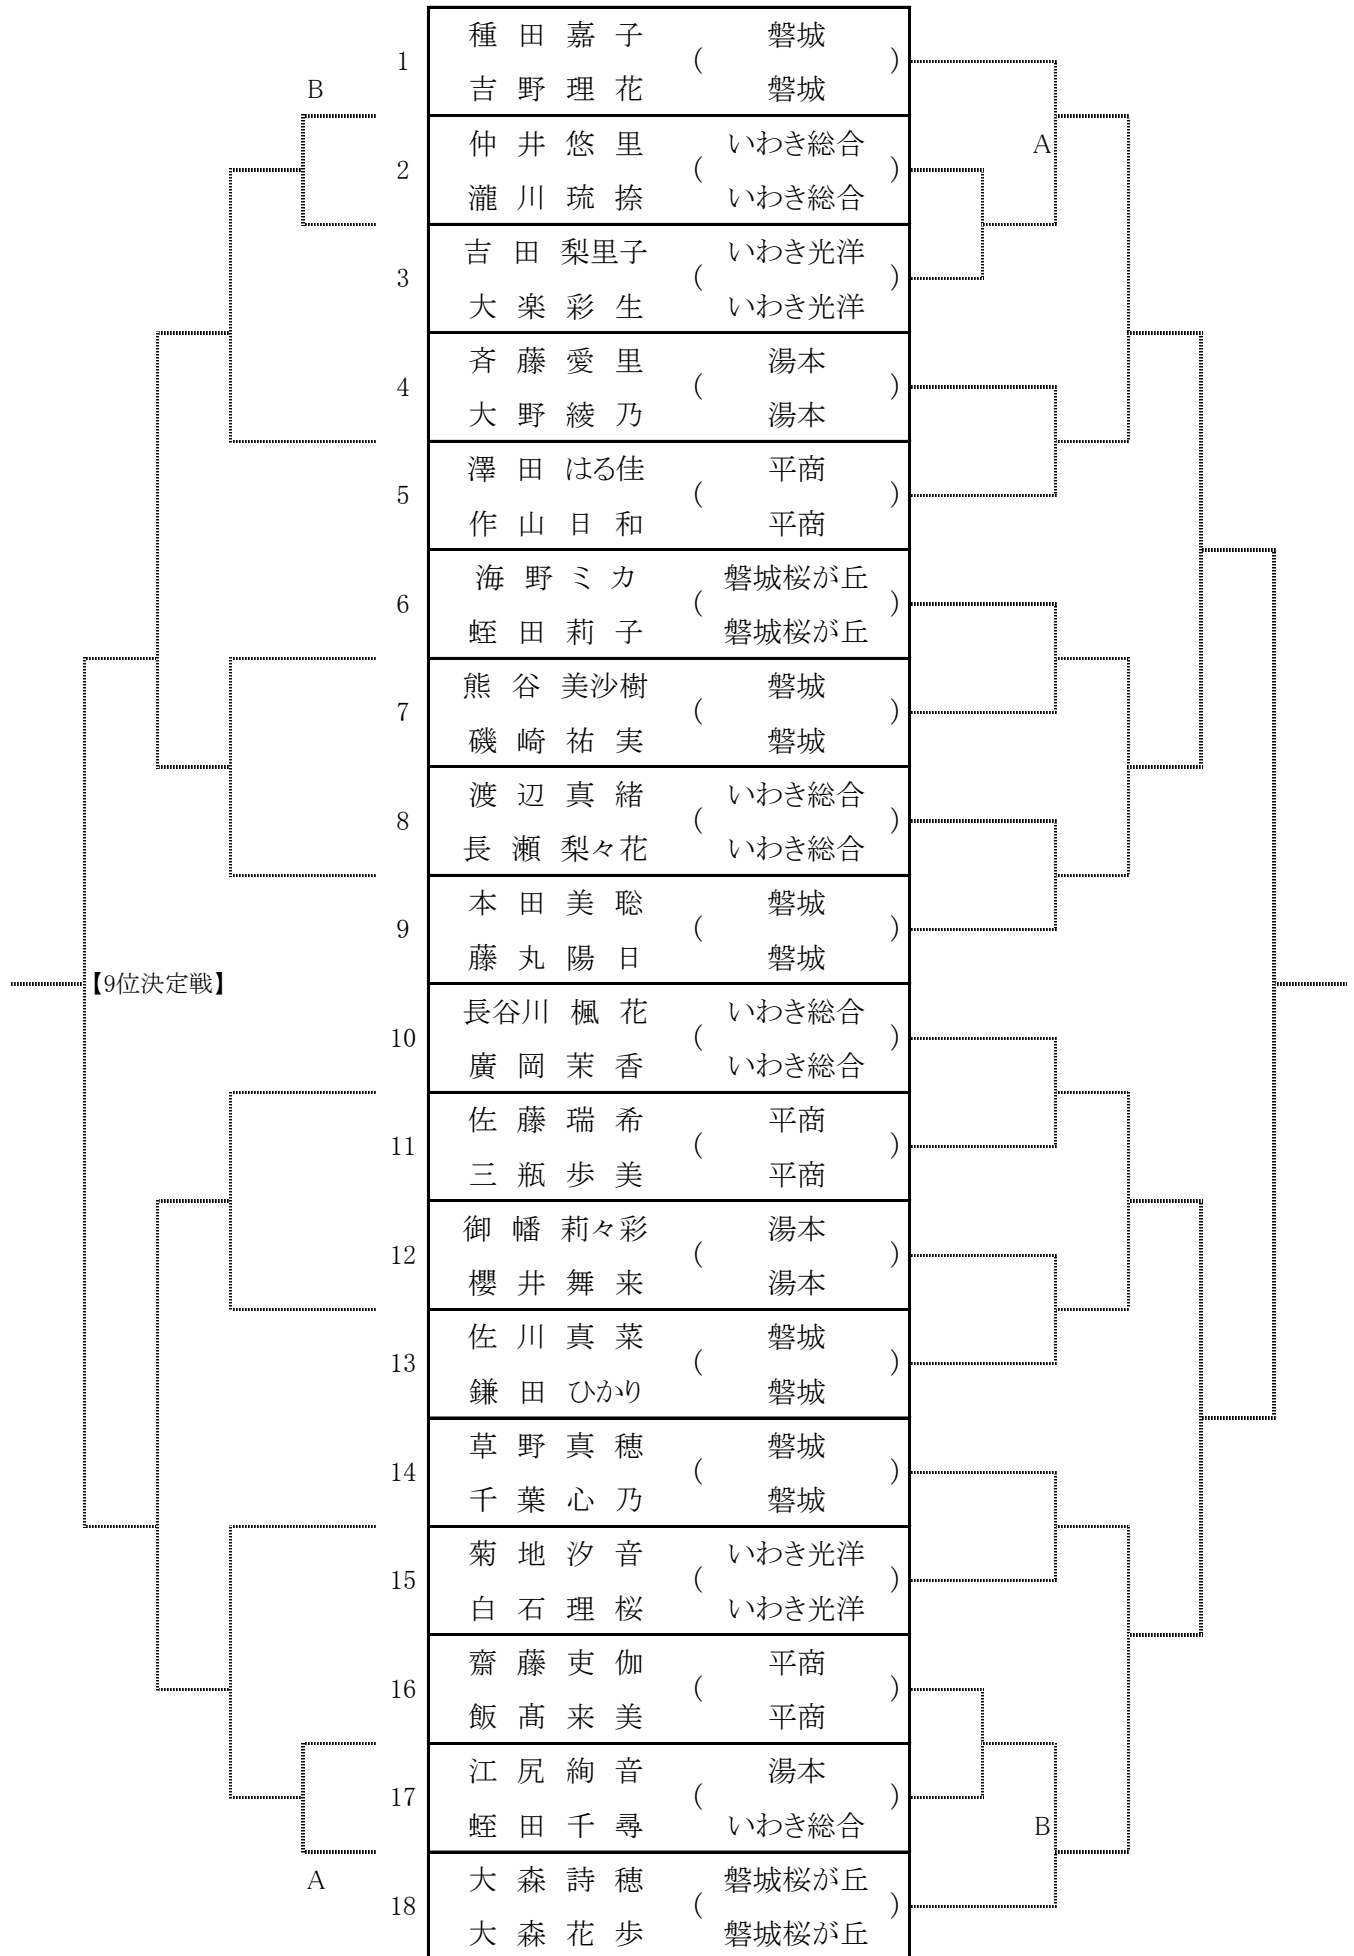 種田嘉子 磐城
1 ( )
吉野理花 磐城
B
仲井悠里 いわき総合
A
2 ( )
瀧川琉捺 いわき総合
吉田梨里子 いわき光洋
3 ( )
大楽彩生 いわき光洋
斉藤愛里 湯本
4 ( )
大野綾乃 湯本
澤田はる佳 平商
5 ( )
作山日和 平商
海野ミカ 磐城桜が丘
6 ( )
蛭田莉子 磐城桜が丘
熊谷美沙樹 磐城
7 ( )
磯崎祐実 磐城
渡辺真緒 いわき総合
8 ( )
長瀬梨々花 いわき総合
本田美聡 磐城
9 ( )
藤丸陽日 磐城
【9位決定戦】
長谷川楓花 いわき総合
10 ( )
廣岡茉香 いわき総合
佐藤瑞希 平商
11 ( )
三瓶歩美 平商
御幡莉々彩 湯本
12 ( )
櫻井舞来 湯本
佐川真菜 磐城
13 ( )
鎌田ひかり 磐城
草野真穂 磐城
14 ( )
千葉心乃 磐城
菊地汐音 いわき光洋
15 ( )
白石理桜 いわき光洋
齋藤吏伽 平商
16 ( )
飯髙来美 平商
江尻絢音 湯本
17 ( )
蛭田千尋 いわき総合
B
A
大森詩穂 磐城桜が丘
18 ( )
大森花歩 磐城桜が丘